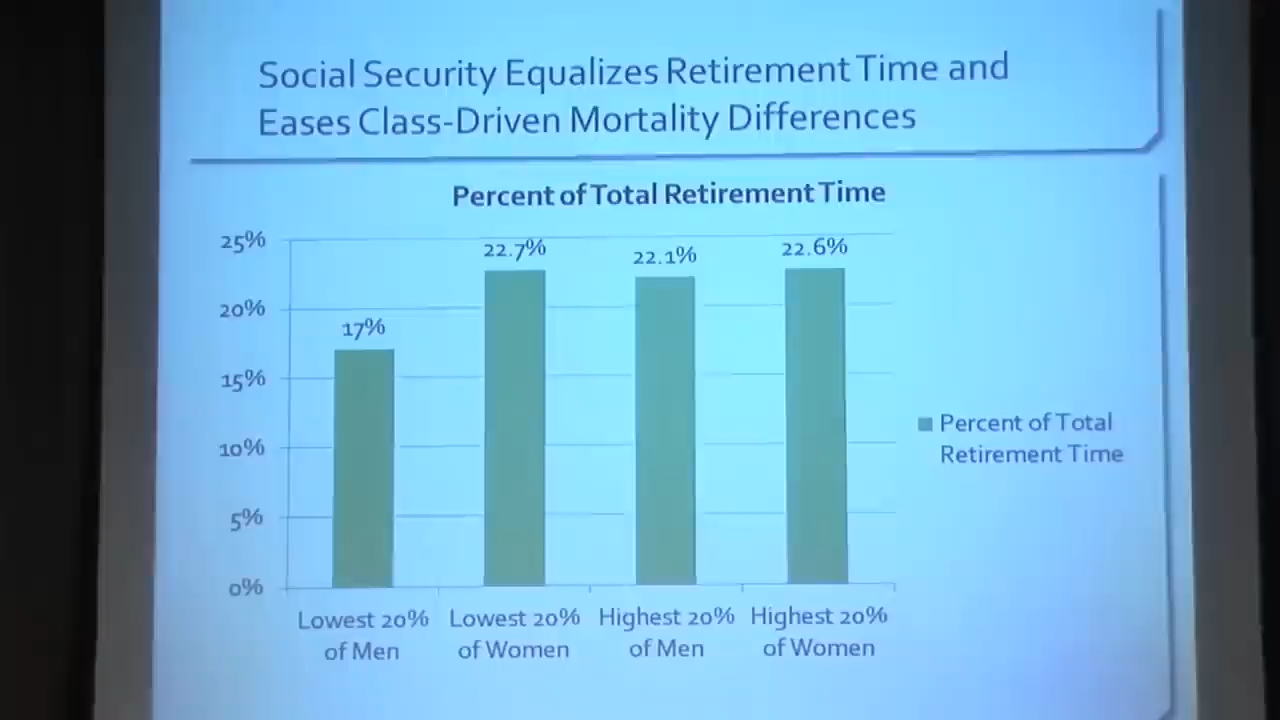 Social Security Equalizes Retirement Time and
Eases Class-Driven Mortality Differences
Percent of Total Retirement Time
25%
20%
15%
10%
5%
0%
17%
22.7%
22.1%
22.6%
Lowest 20%
of Men
Lowest 20%
of Women
Highest 20%
of Men
Highest 20%
of Women
Percent of Total
Retirement Time